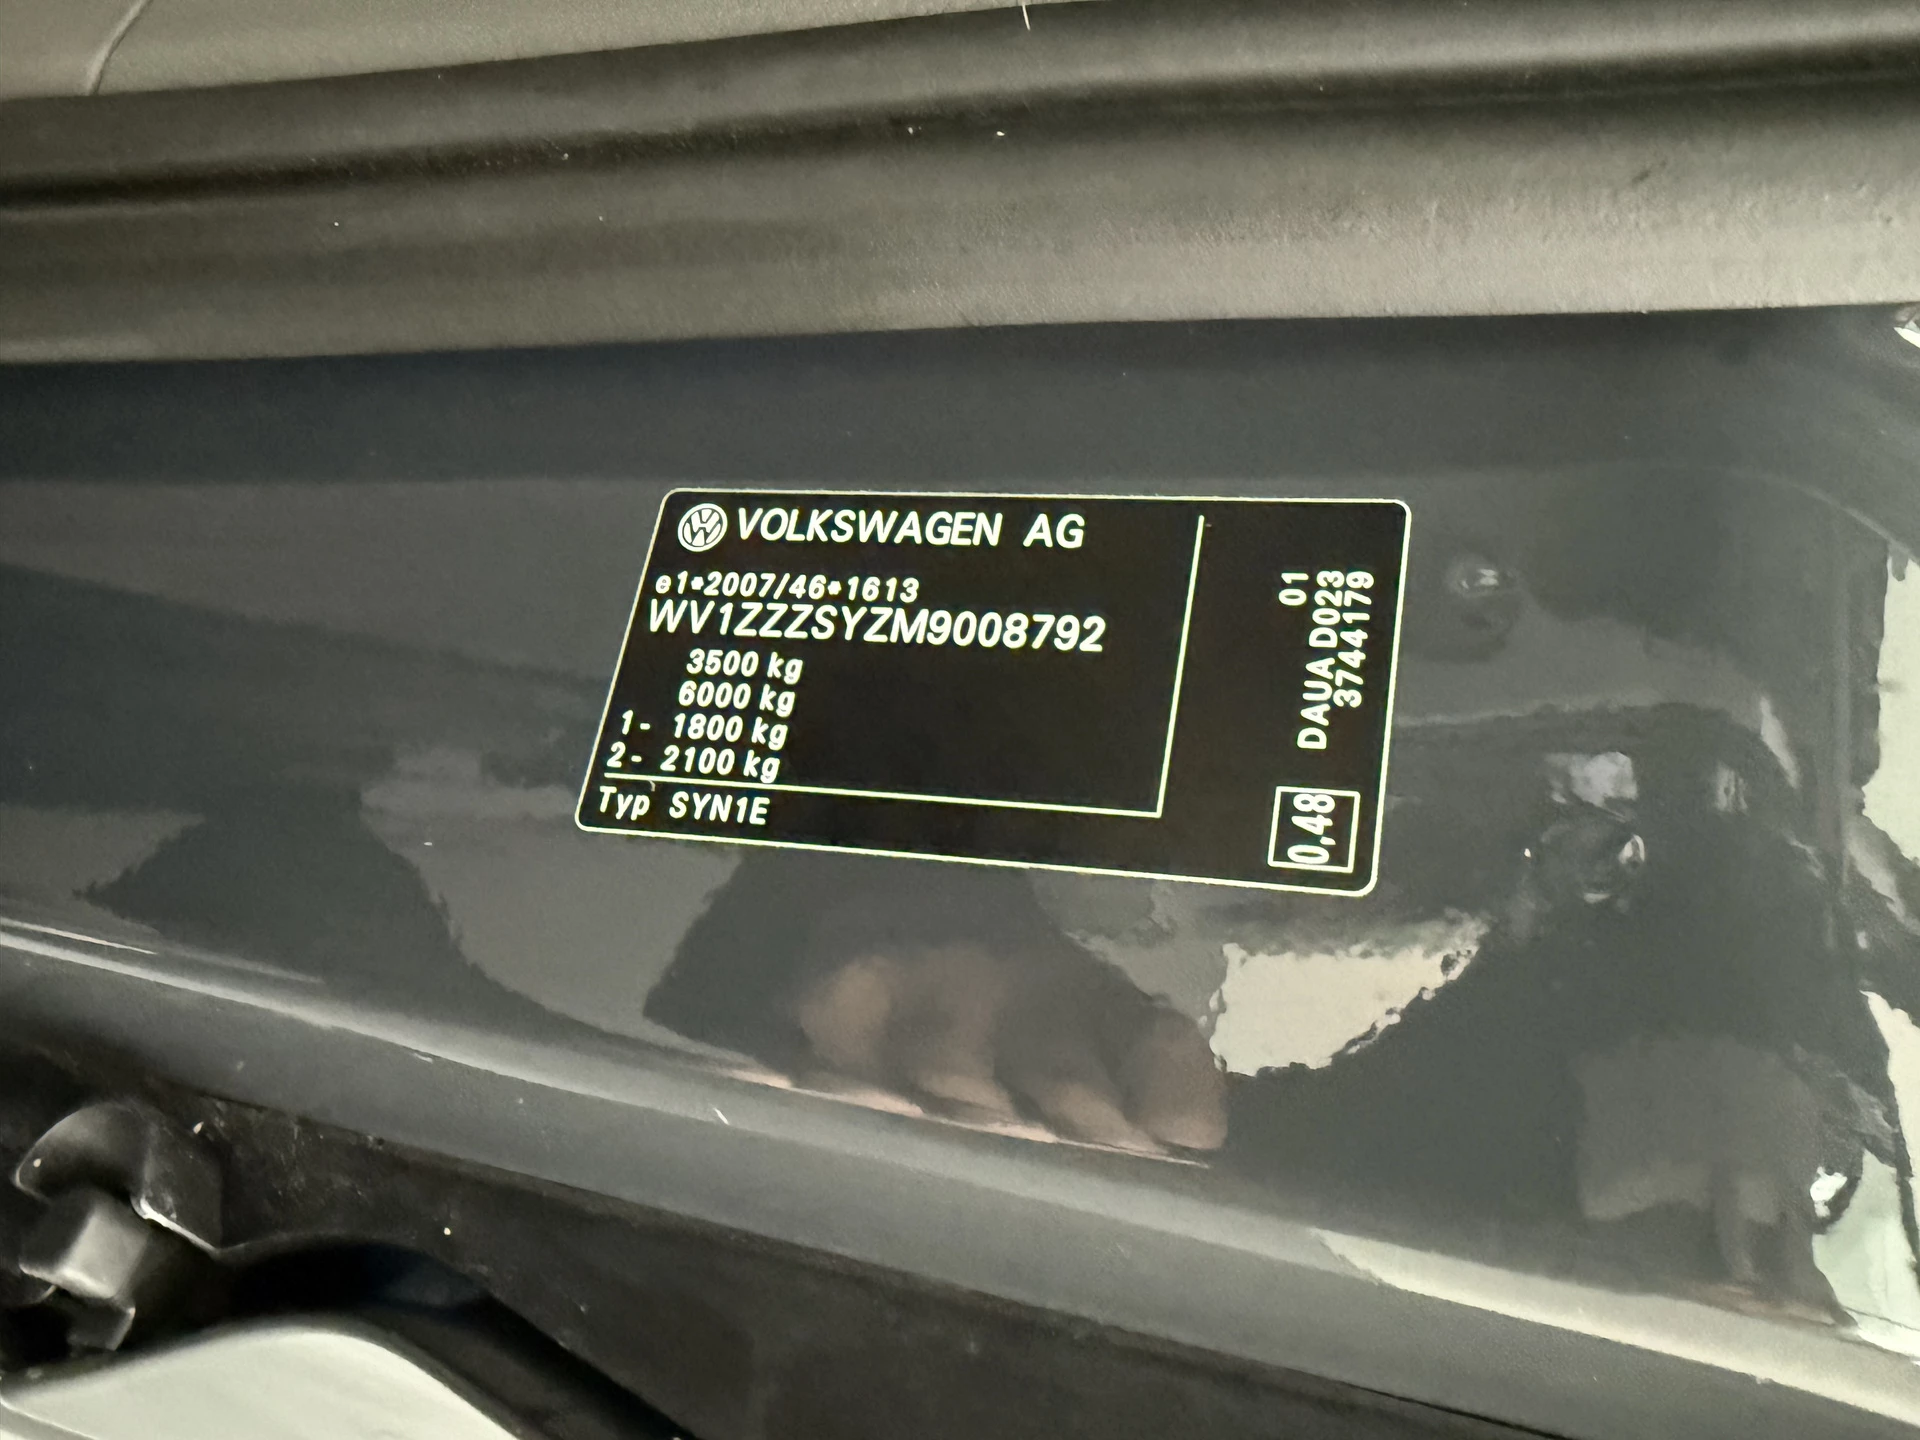 VOLKSWAGEN AG
e1*2007/46*1613
WV1ZZZSYZM9008792
3500 kg
6000 kg
1- 1800 kg
2- 2100 kg
Typ SYN1E
01
DAUA D023
3744179
0,48